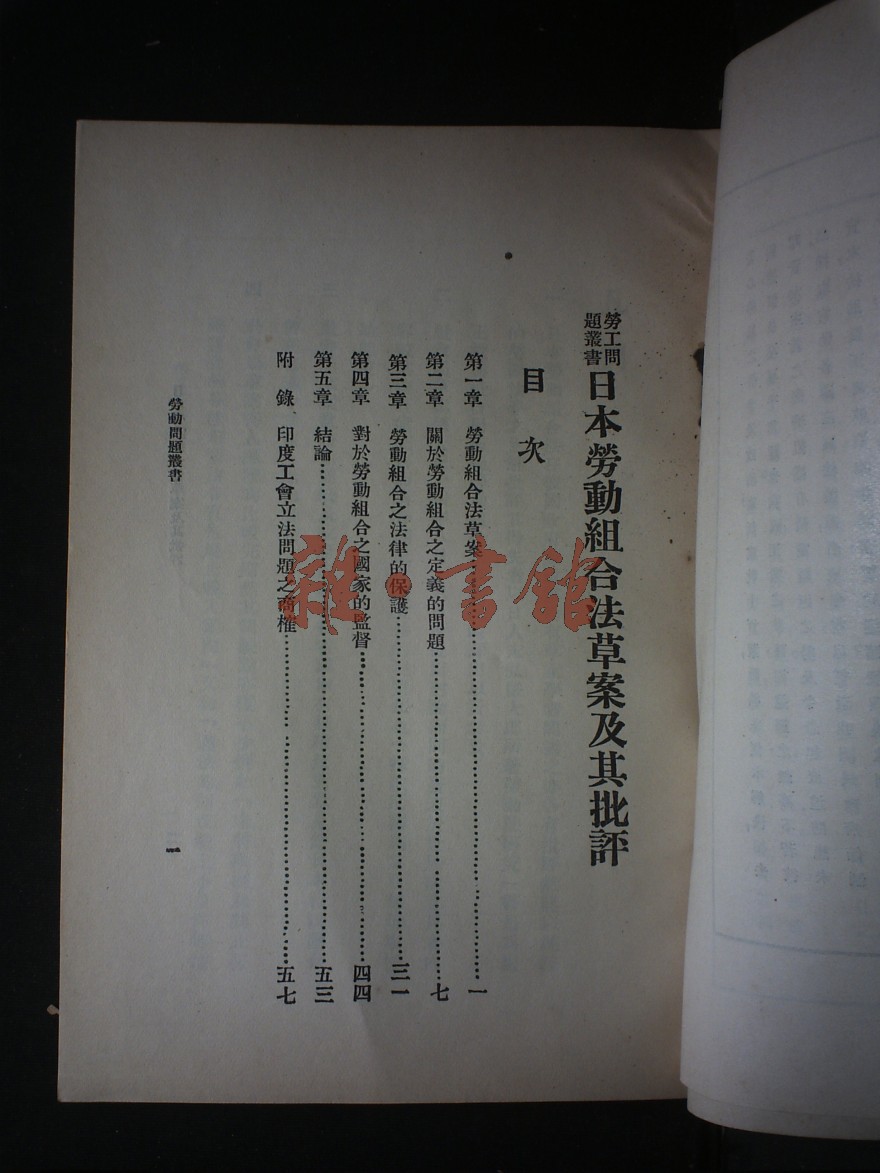 勞工問題叢書 日本勞動組合法草案及其批評
目次
第一章 勞動組合法草案……一
第二章 關於勞動組合之定義的問題……七
第三章 勞動組合之法律的保護……三一
第四章 對於勞動組合之國家的監督……四四
第五章 結論……五三
附錄 印度工會立法問題之商榷……五七
勞動問題叢書
一
雜·書館